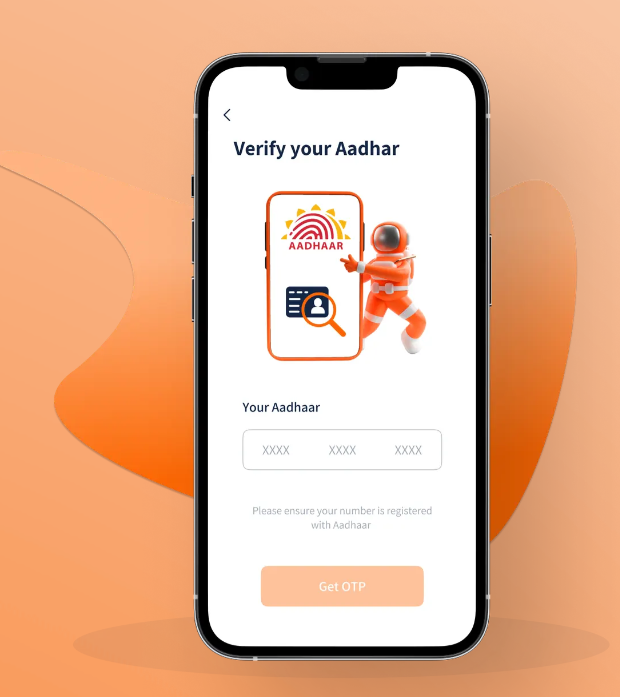 Verify your Aadhar
AADHAAR
Your Aadhaar
XXXX XXXX XXXX
Please ensure your number is registered
with Aadhaar
Get OTP